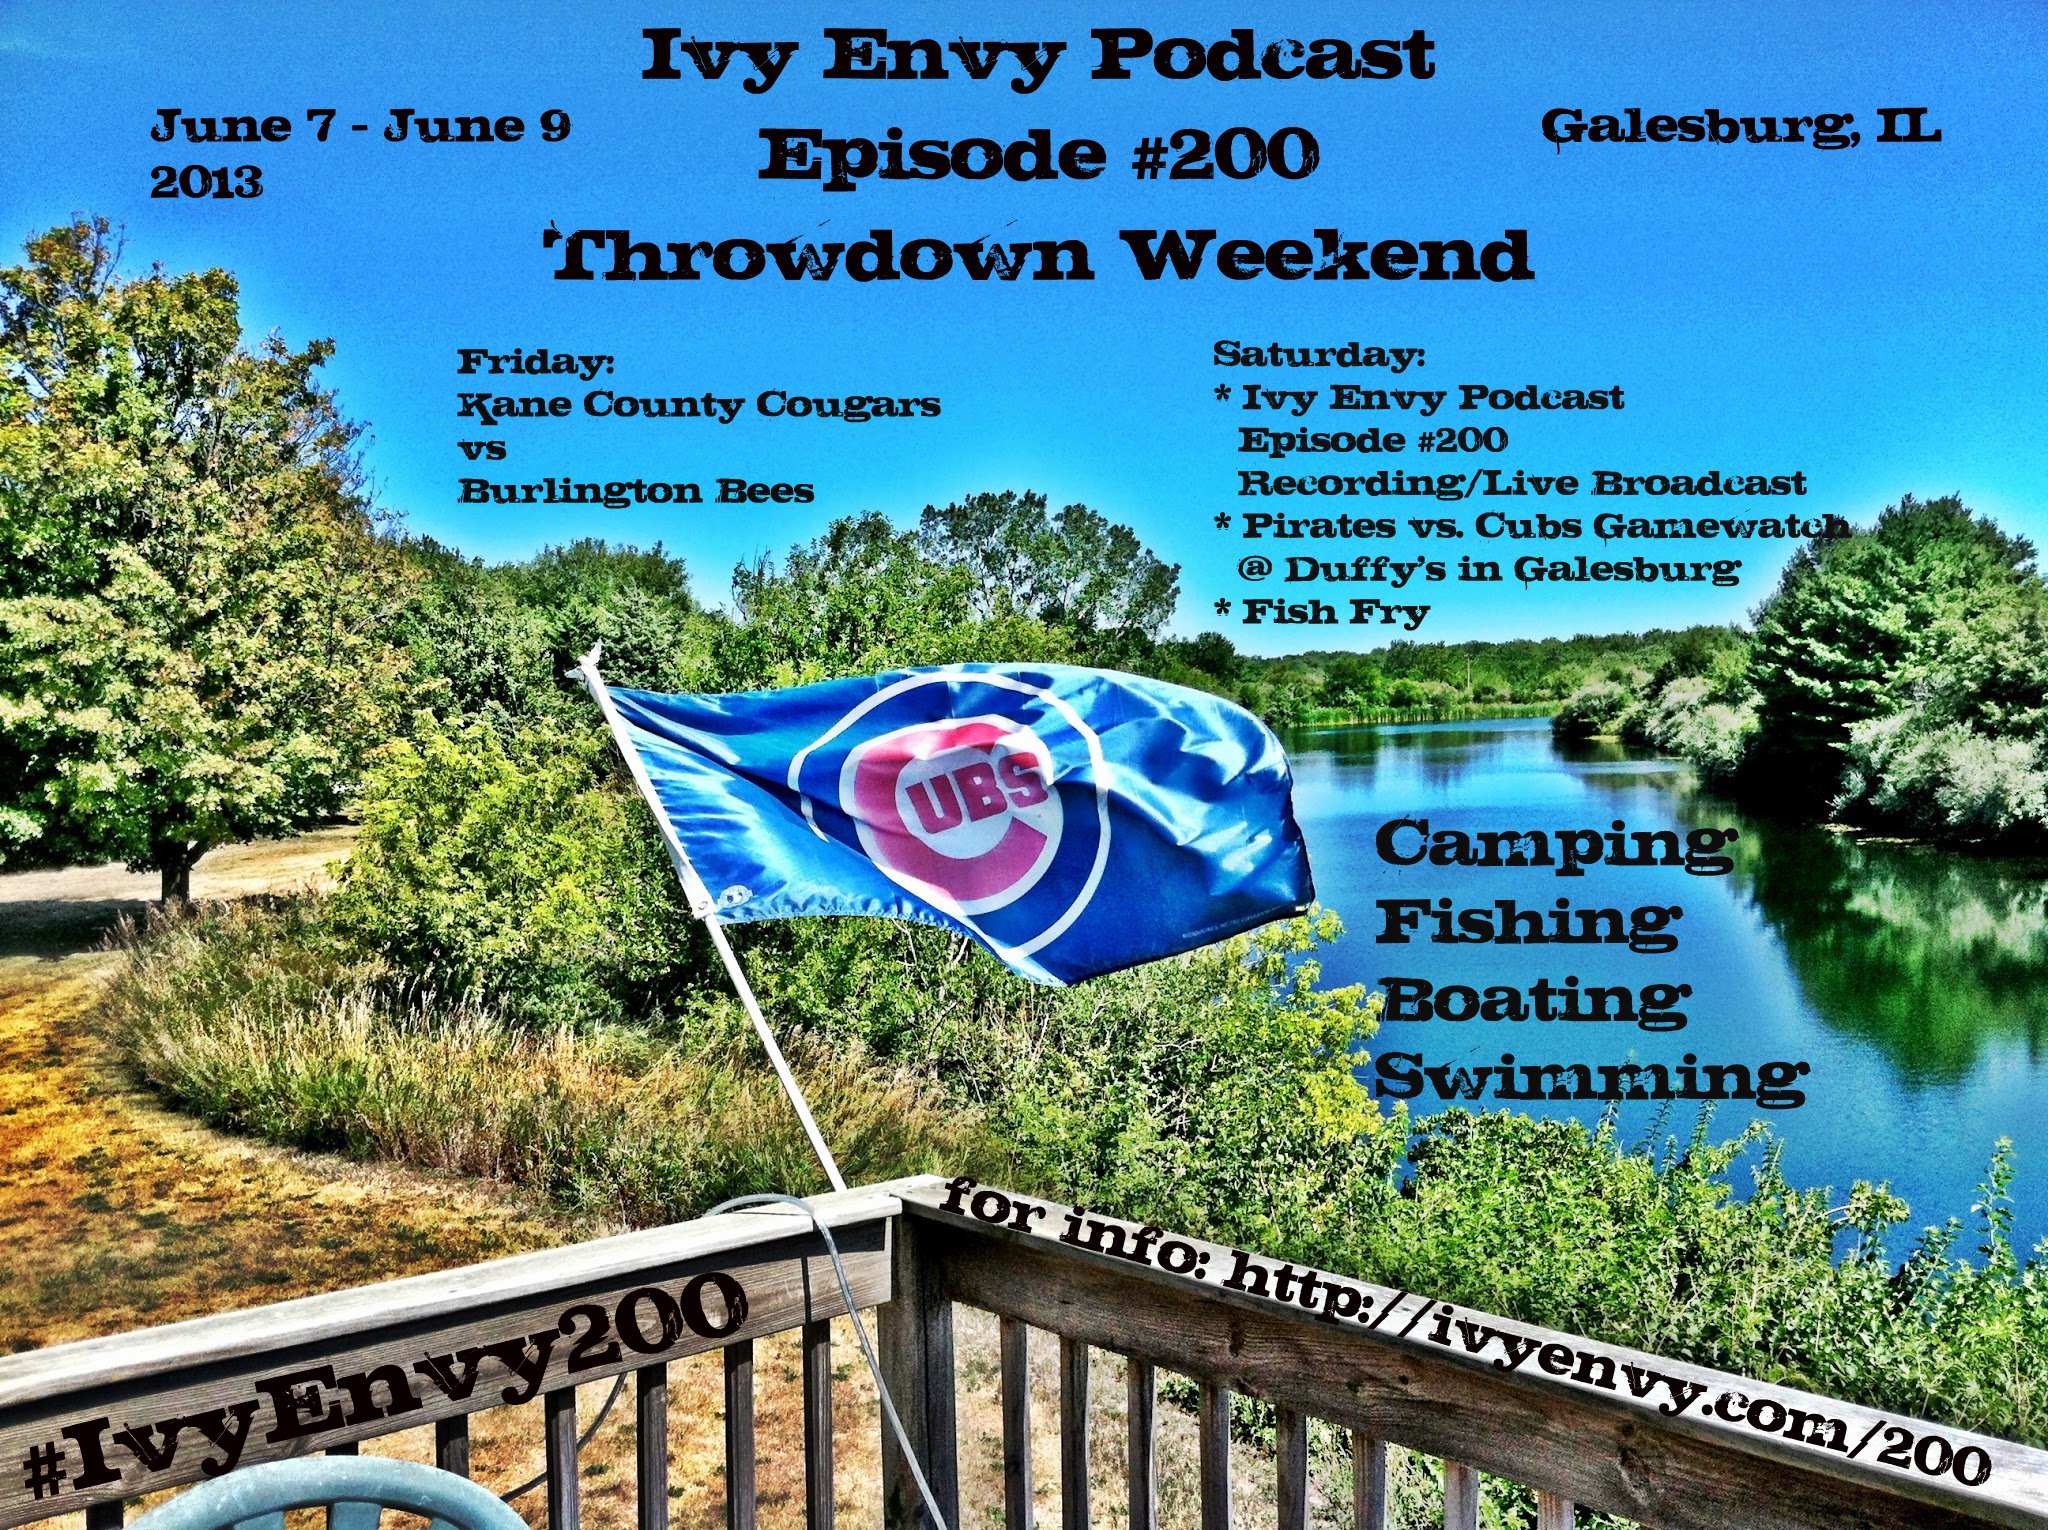 Ivy Envy Podcast
Episode #200
Throwdown Weekend
June 7 - June 9
2013
Galesburg, IL
Friday:
Kane County Cougars
vs
Burlington Bees
Saturday:
* Ivy Envy Podcast
Episode #200
Recording/Live Broadcast
* Pirates vs. Cubs Gamewatch
@ Duffy's in Galesburg
* Fish Fry
CUBS
Camping
Fishing
Boating
Swimming
for info: http://ivyenvy.com/200
#IvyEnvy200